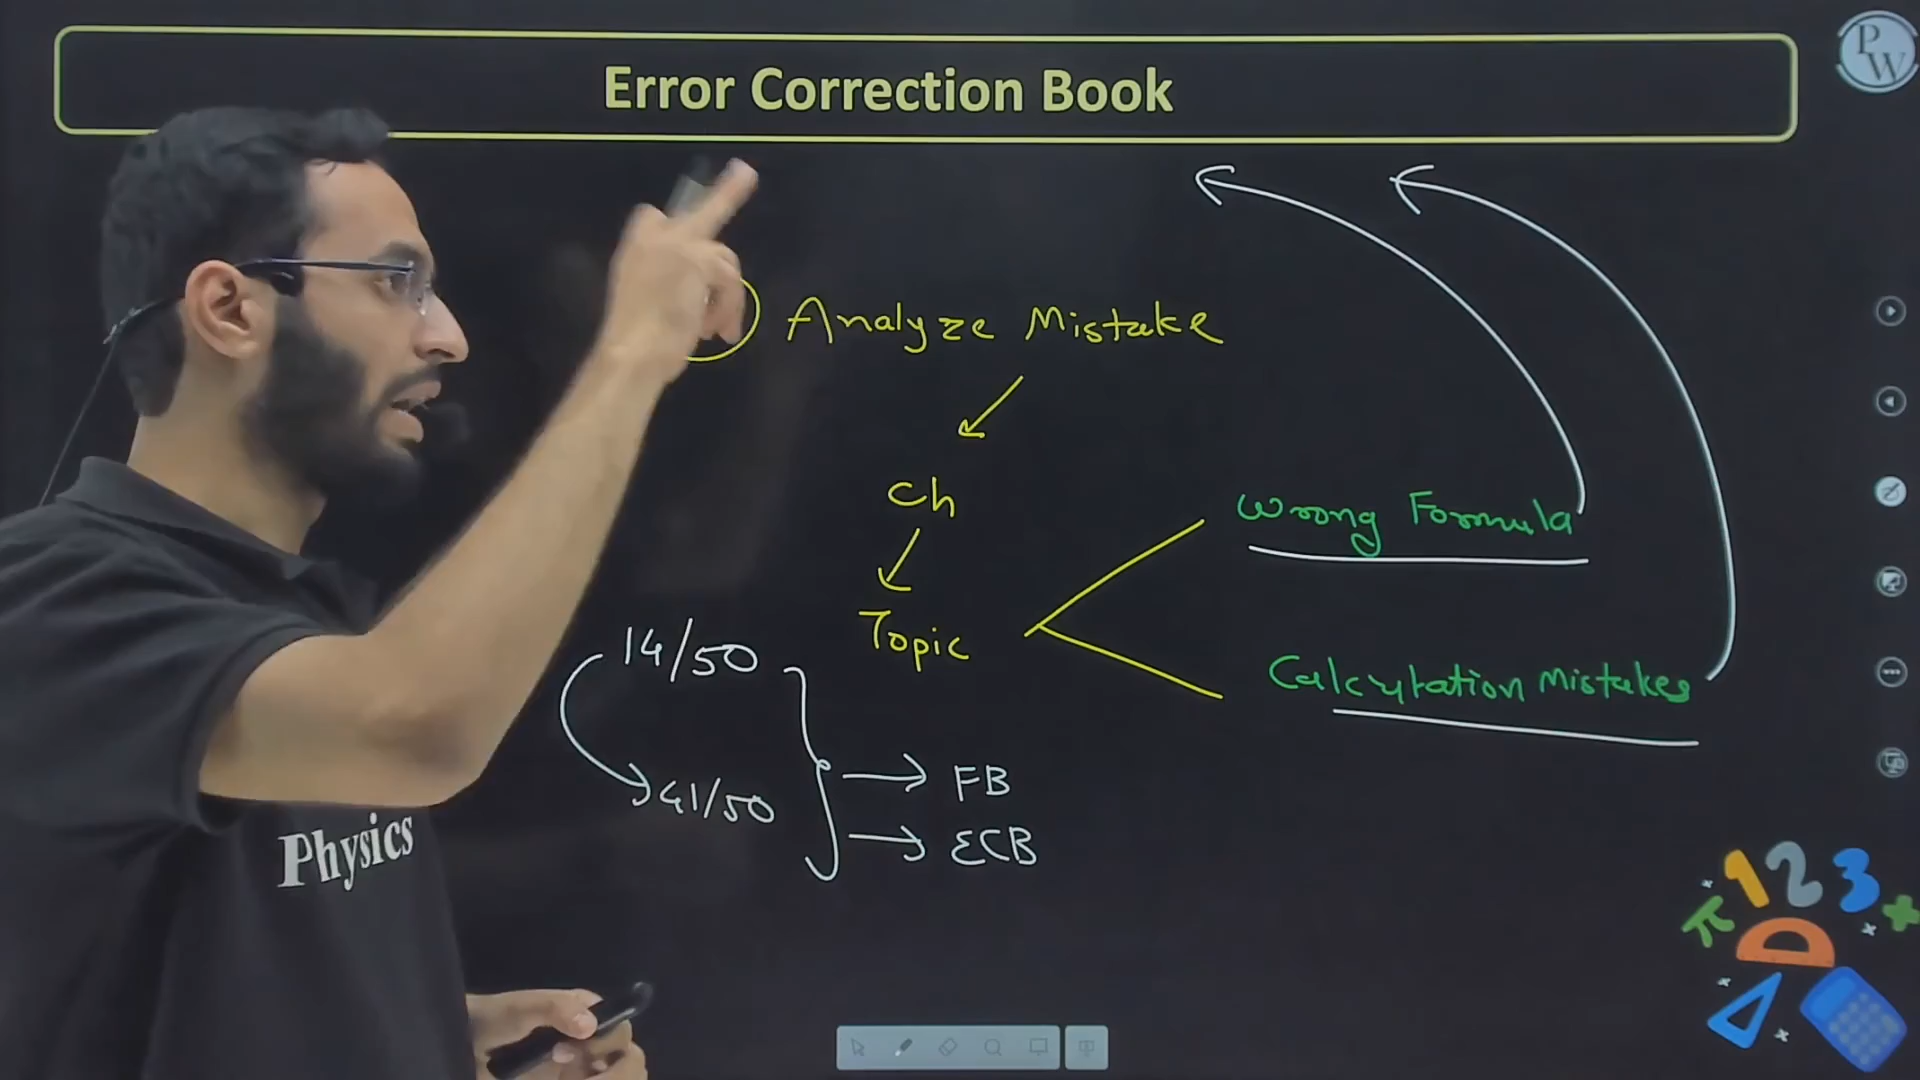 Error Correction Book
PW
Analyze Mistake
Ch
Topic
Wrong Formula
Calculation Mistakes
14/50
41/50
FB
ECB
Physics
π 1 2 3